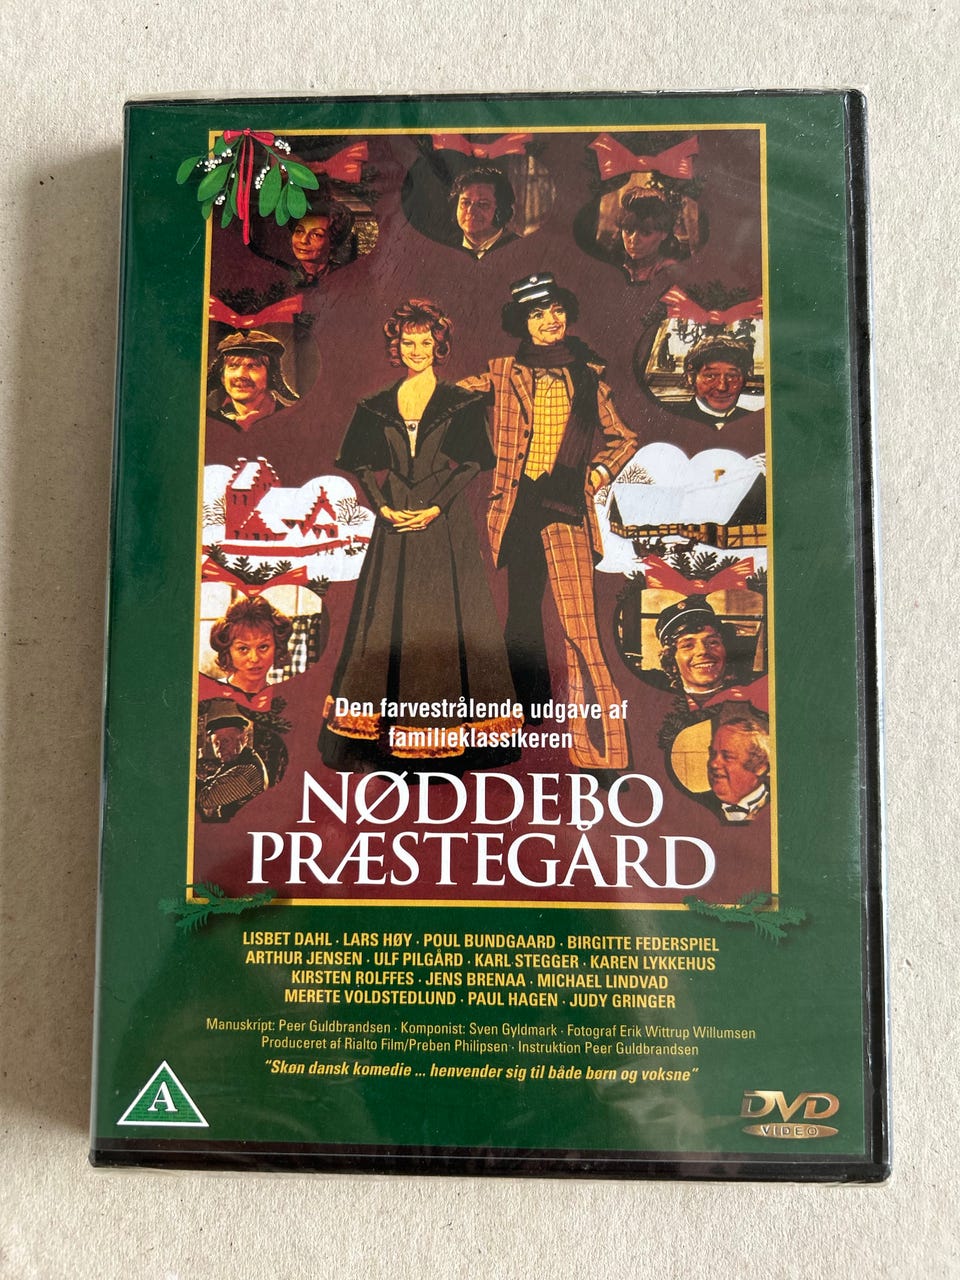 Den farvestrålende udgave af
familieklassikeren
NØDDEBO
PRÆSTEGÅRD
LISBET DAHL · LARS HØY · POUL BUNDGAARD · BIRGITTE FEDERSPIEL
ARTHUR JENSEN · ULF PILGÅRD · KARL STEGGER · KAREN LYKKEHUS
KIRSTEN ROLFFES · JENS BRENAA · MICHAEL LINDVAD
MERETE VOLDSTEDLUND · PAUL HAGEN · JUDY GRINGER
Manuskript: Peer Guldbrandsen · Komponist: Sven Gyldmark · Fotograf Erik Wittrup Willumsen
Produceret af Rialto Film/Preben Philipsen · Instruktion Peer Guldbrandsen
"Skøn dansk komedie ... henvender sig til både børn og voksne"
A
DVD
VIDEO